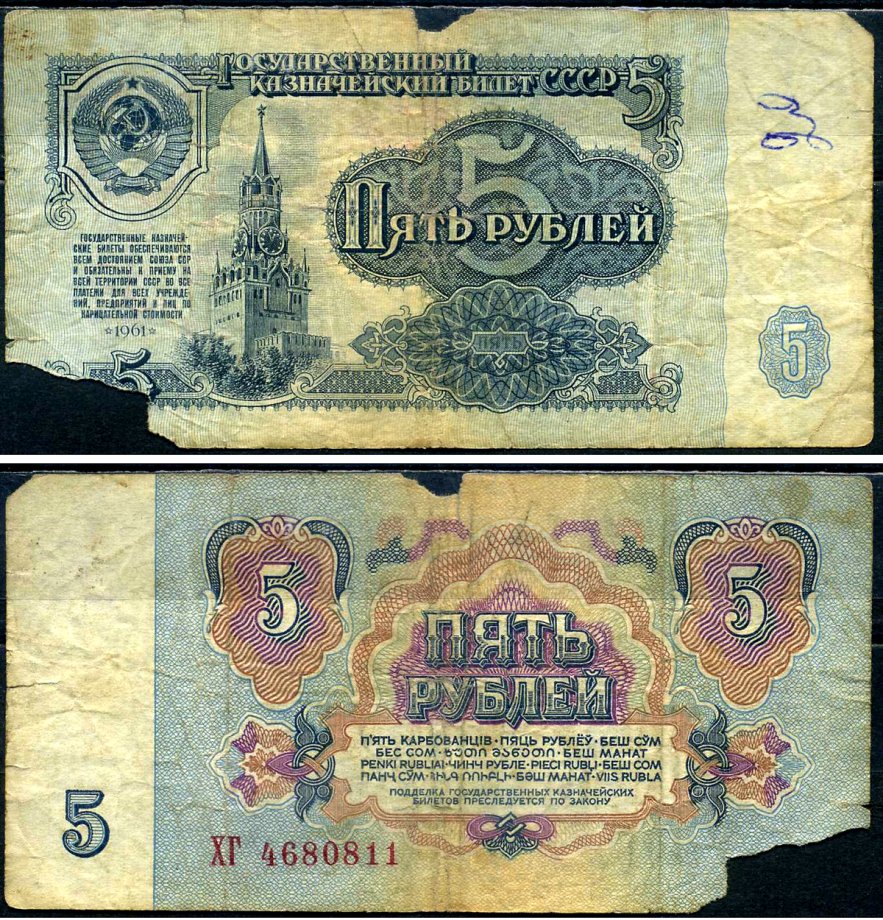 5
ГОСУДАРСТВЕННЫЙ
КАЗНАЧЕЙСКИЙ БИЛЕТ СССР
5
ПЯТЬ РУБЛЕЙ
ГОСУДАРСТВЕННЫЕ КАЗНАЧЕЙ-
СКИЕ БИЛЕТЫ ОБЕСПЕЧИВАЮТСЯ
ВСЕМ ДОСТОЯНИЕМ СОЮЗА ССР
И ОБЯЗАТЕЛЬНЫ К ПРИЕМУ НА
ВСЕЙ ТЕРРИТОРИИ СССР ВО ВСЕ
ПЛАТЕЖИ ДЛЯ ВСЕХ УЧРЕЖДЕ-
НИЙ, ПРЕДПРИЯТИЙ И ЛИЦ ПО
НАРИЦАТЕЛЬНОЙ СТОИМОСТИ
1961
ПЯТЬ
5
5
5
5
ПЯТЬ
РУБЛЕЙ
П'ЯТЬ КАРБОВАНЦІВ · ПЯЦЬ РУБЛЁЎ · БЕШ СЎМ
БЕС СОМ · ᲮᲣᲗᲘ ᲛᲐᲜᲔᲗᲘ · БЕШ МАНАТ
PENKI RUBLIAI · ЧИНЧ РУБЛЕ · PIECI RUBĻI · БЕШ СОМ
ПАНҶ СӮМ · ՀԻՆԳ ՌՈՒԲԼԻ · БӘШ МАНАТ · VIIS RUBLA
ПОДДЕЛКА ГОСУДАРСТВЕННЫХ КАЗНАЧЕЙСКИХ
БИЛЕТОВ ПРЕСЛЕДУЕТСЯ ПО ЗАКОНУ
5
ХГ 4680811